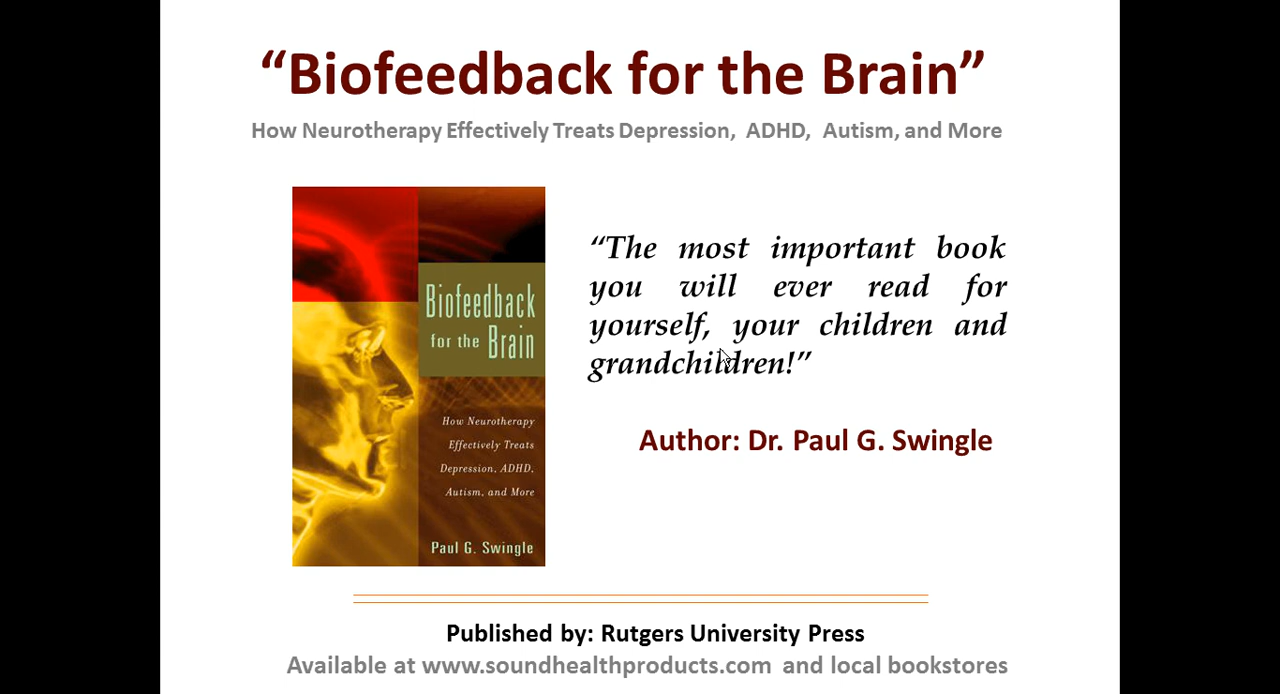 “Biofeedback for the Brain”
How Neurotherapy Effectively Treats Depression, ADHD, Autism, and More
Biofeedback
for the Brain
How Neurotherapy
Effectively Treats
Depression, ADHD,
Autism, and More
Paul G. Swingle
“The most important book
you will ever read for
yourself, your children and
grandchildren!”
Author: Dr. Paul G. Swingle
Published by: Rutgers University Press
Available at www.soundhealthproducts.com and local bookstores